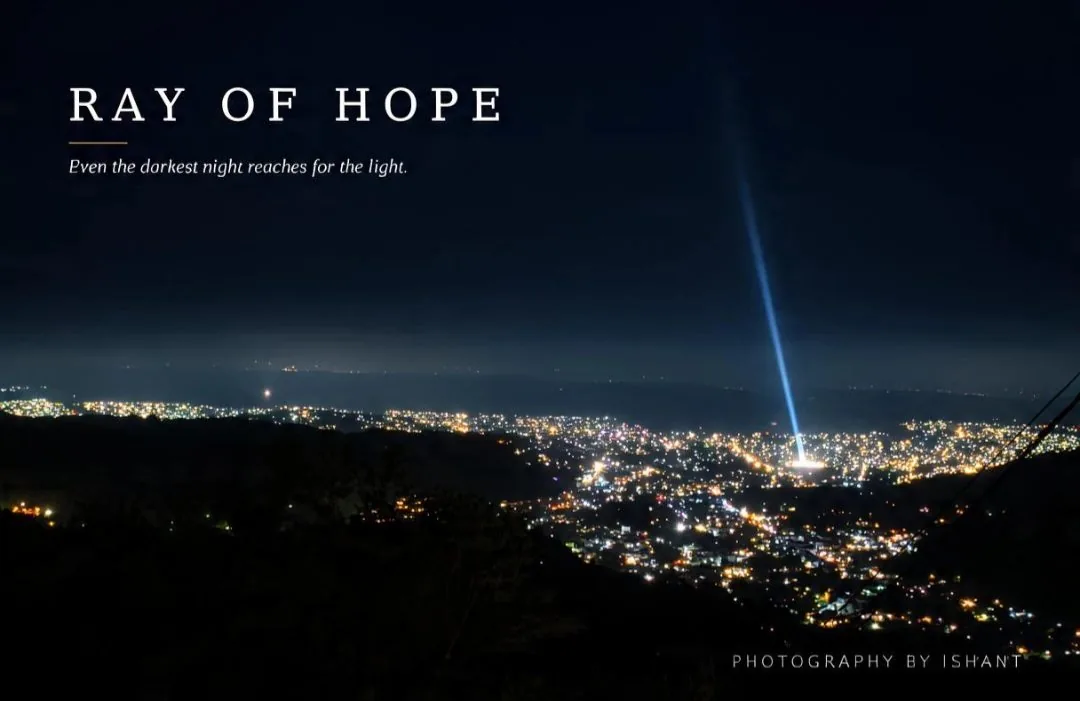 RAY OF HOPE
Even the darkest night reaches for the light.
PHOTOGRAPHY BY ISHANT